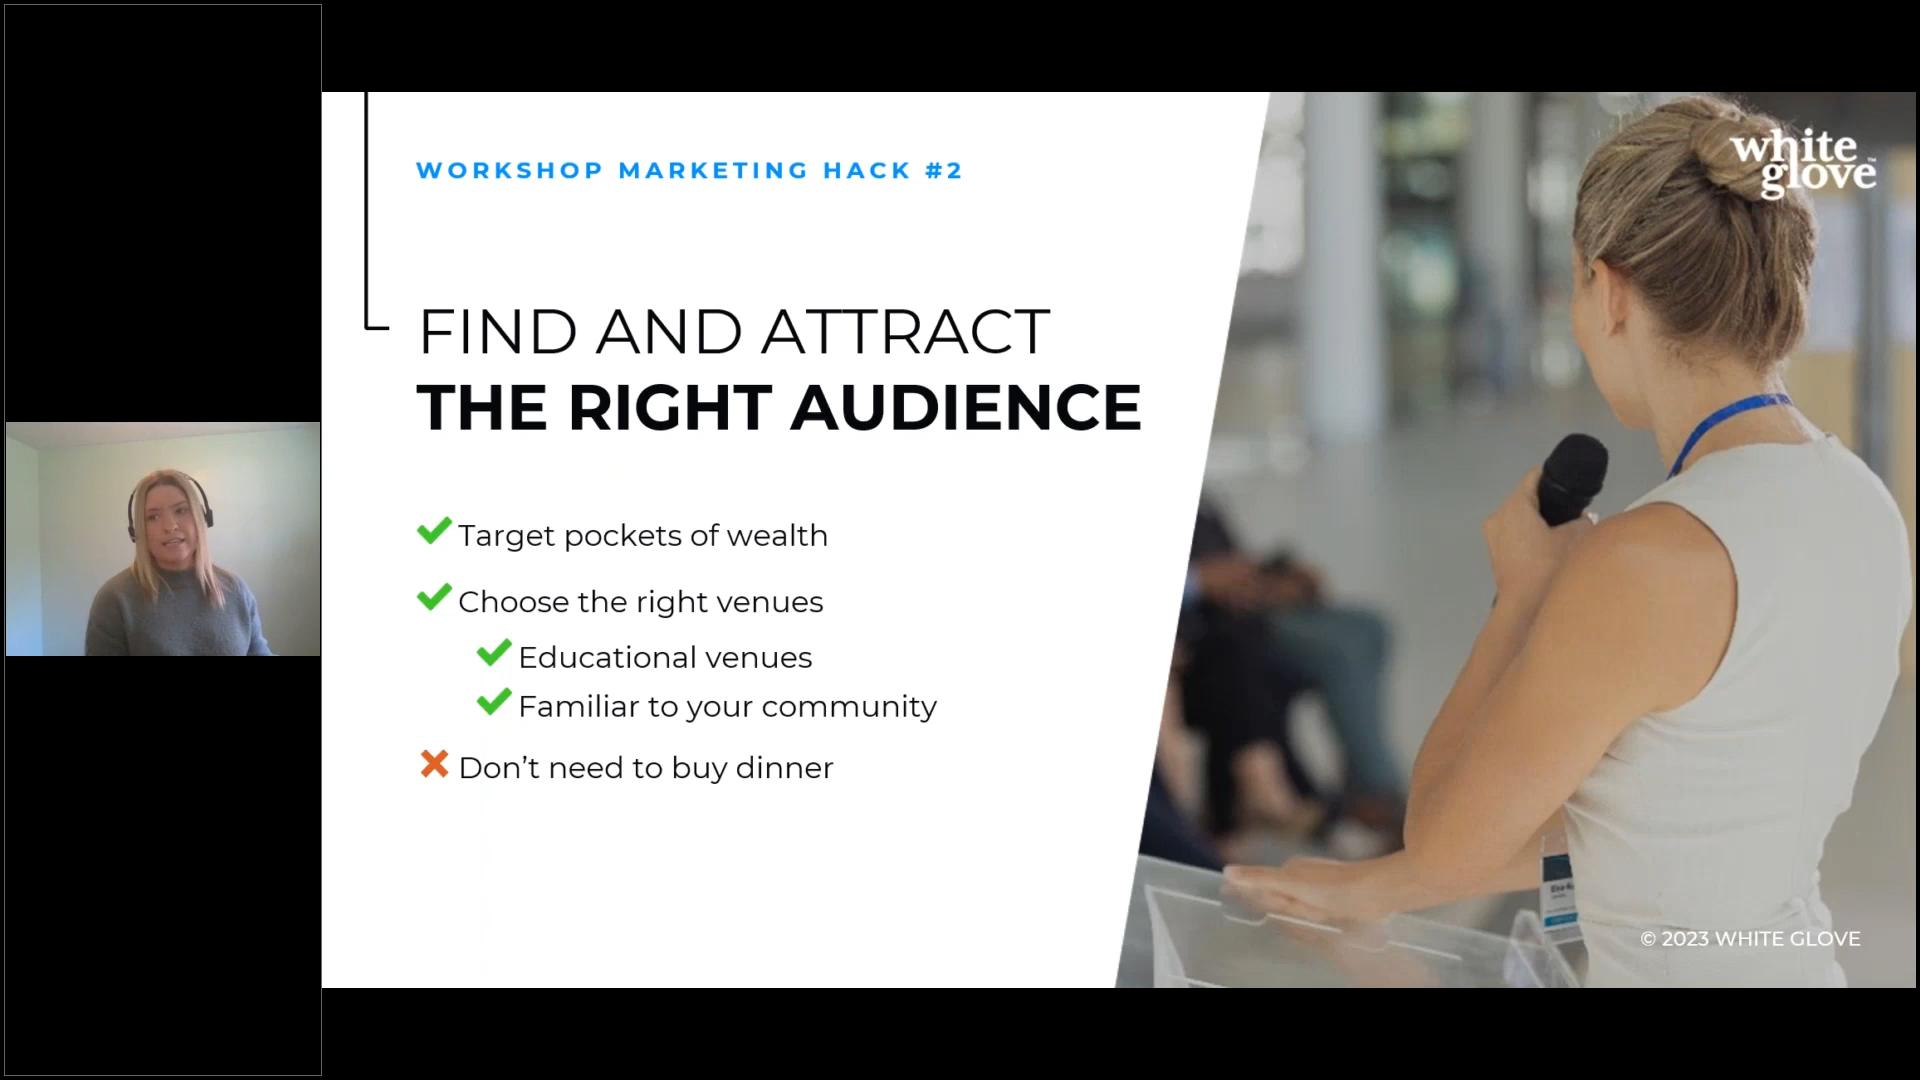 WORKSHOP MARKETING HACK #2
white
glove™
FIND AND ATTRACT
THE RIGHT AUDIENCE
Target pockets of wealth
Choose the right venues
Educational venues
Familiar to your community
Don’t need to buy dinner
© 2023 WHITE GLOVE